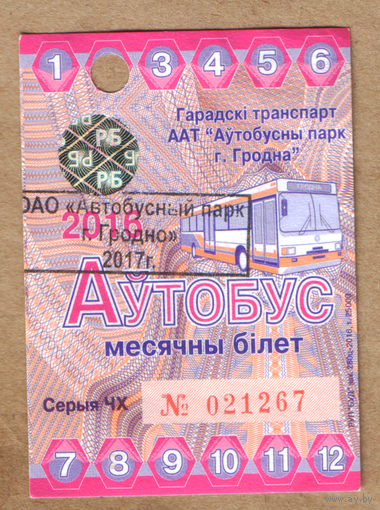 1 3 4 5 6
Гарадскі транспарт
ААТ "Аўтобусны парк
г. Гродна"
РБ
РБ
РБ
ОАО «Автобусный парк
г. Гродно»
2017г.
2016
Аўтобус
месячны білет
Серыя ЧХ № 021267
7 8 9 10 11 12